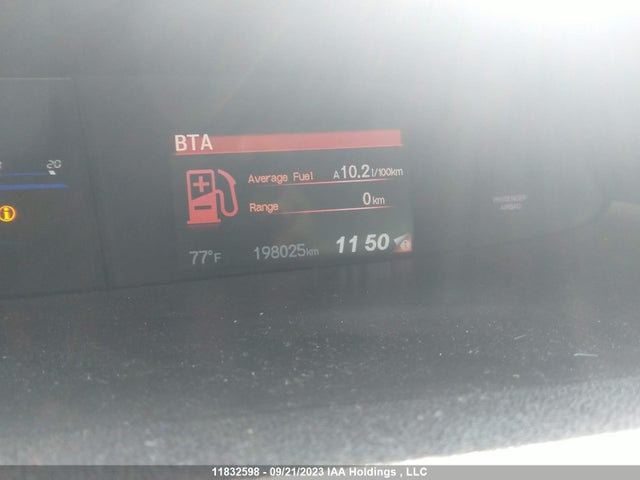 BTA
20
Average Fuel A10.2 l/100km
Range 0 km
77°F 198025km 11 50
PASSENGER
AIRBAG
11832598 - 09/21/2023 IAA Holdings , LLC